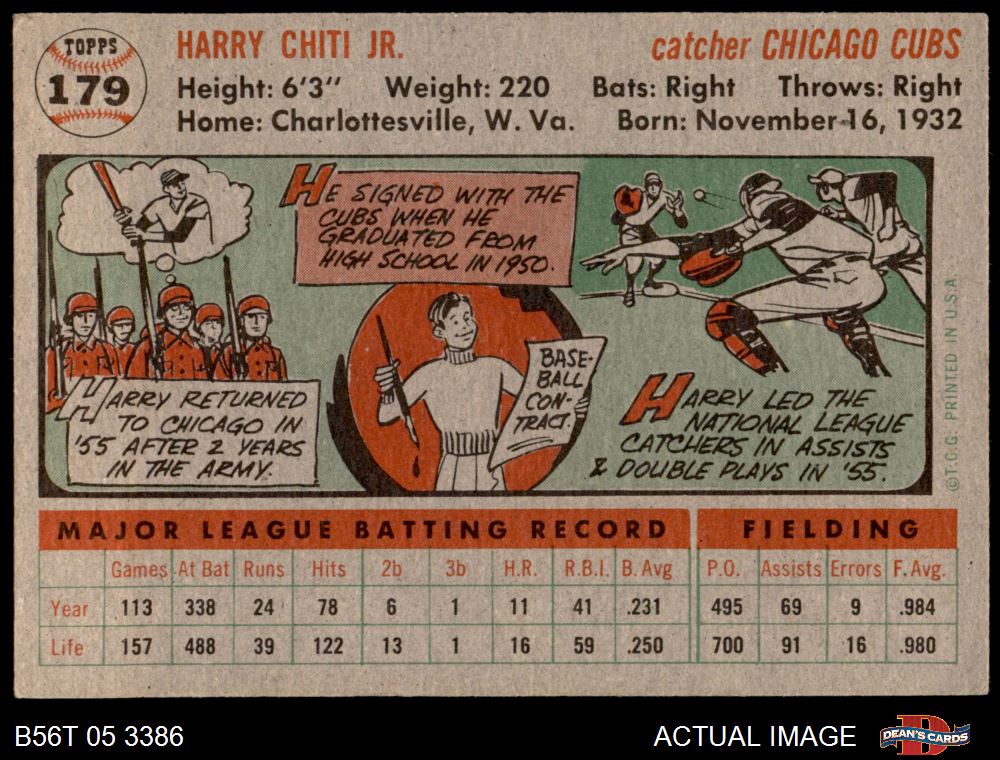 TOPPS
179
HARRY CHITI JR.
catcher CHICAGO CUBS
Height: 6'3" Weight: 220 Bats: Right Throws: Right
Home: Charlottesville, W. Va. Born: November 16, 1932
HE SIGNED WITH THE
CUBS WHEN HE
GRADUATED FROM
HIGH SCHOOL IN 1950.
BASE-
BALL
CON-
TRACT.
HARRY RETURNED
TO CHICAGO IN
'55 AFTER 2 YEARS
IN THE ARMY.
HARRY LED THE
NATIONAL LEAGUE
CATCHERS IN ASSISTS
& DOUBLE PLAYS IN '55.
©T.C.G. PRINTED IN U.S.A
MAJOR LEAGUE BATTING RECORD FIELDING
Games At Bat Runs Hits 2b 3b H.R. R.B.I. B. Avg P.O. Assists Errors F. Avg.
Year 113 338 24 78 6 1 11 41 .231 495 69 9 .984
Life 157 488 39 122 13 1 16 59 .250 700 91 16 .980
B56T 05 3386
ACTUAL IMAGE
DEAN'S CARDS